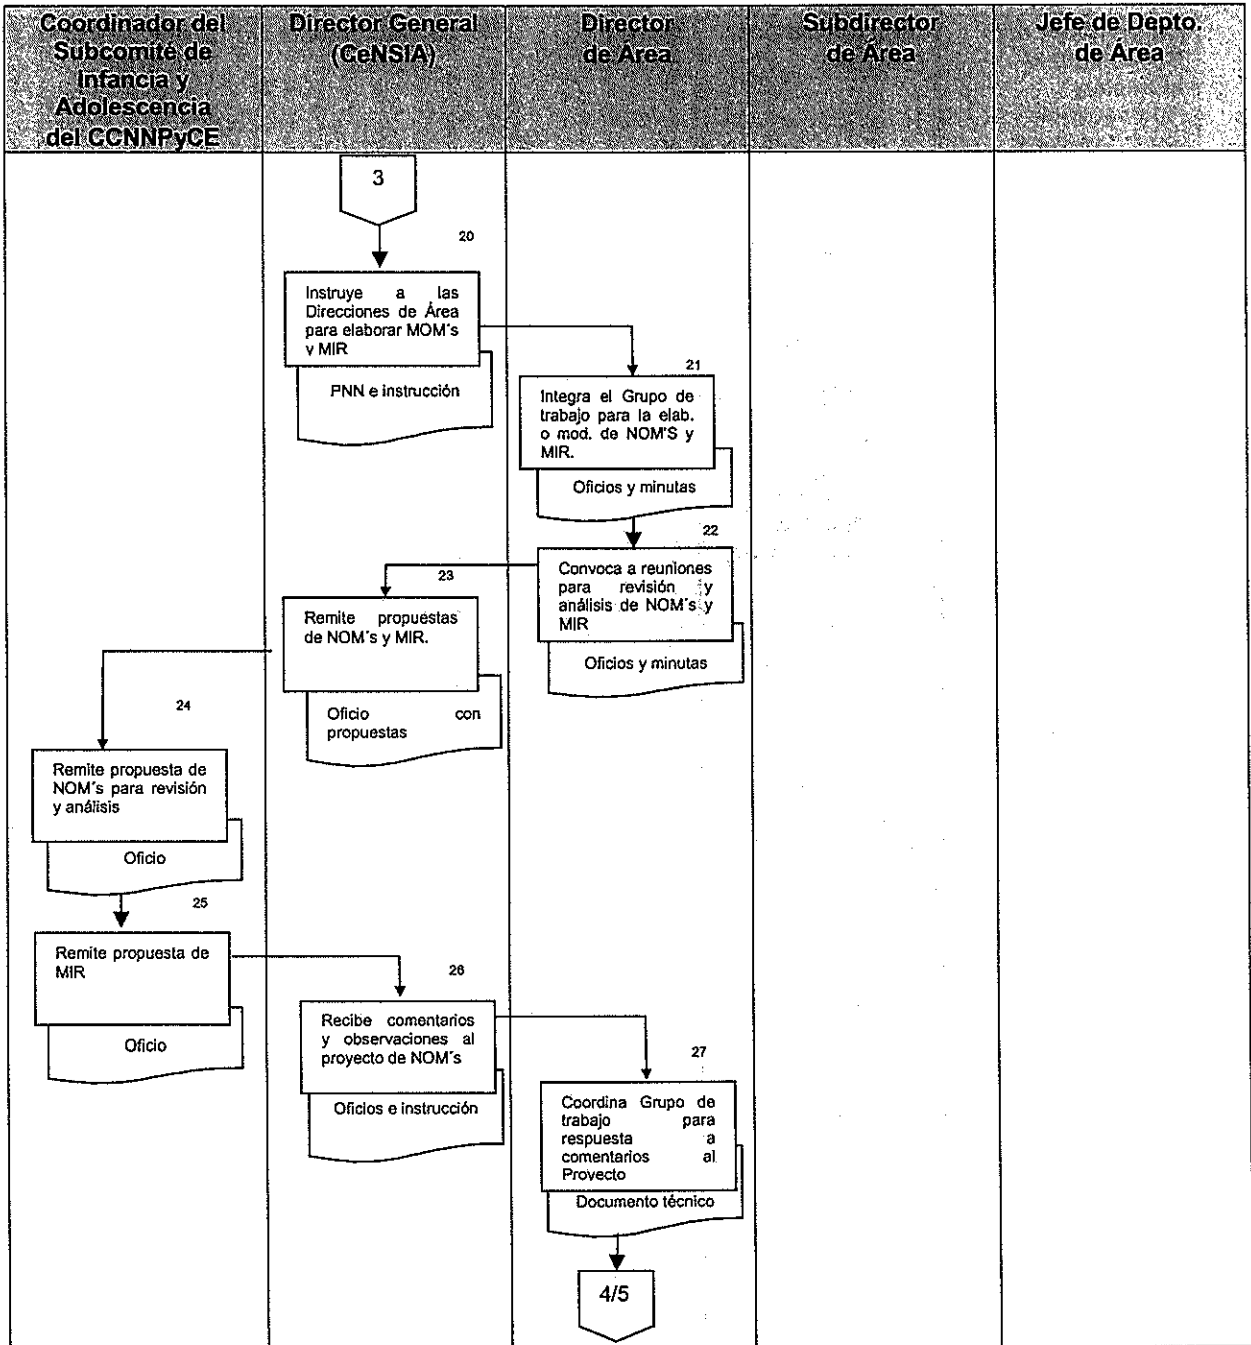 Coordinador del
Subcomité de
Infancia y
Adolescencia
del CCNNPyCE
Director General
(CeNSIA)
Director
de Área
Subdirector
de Área
Jefe de Depto.
de Área
3
20
Instruye a las
Direcciones de Área
para elaborar MOM's
y MIR
PNN e instrucción
21
Integra el Grupo de
trabajo para la elab.
o mod. de NOM'S y
MIR.
Oficios y minutas
22
Convoca a reuniones
para revisión y
análisis de NOM's y
MIR
Oficios y minutas
23
Remite propuestas
de NOM's y MIR.
Oficio con
propuestas
24
Remite propuesta de
NOM's para revisión
y análisis
Oficio
25
Remite propuesta de
MIR
Oficio
26
Recibe comentarios
y observaciones al
proyecto de NOM's
Oficios e instrucción
27
Coordina Grupo de
trabajo para
respuesta a
comentarios al
Proyecto
Documento técnico
4/5